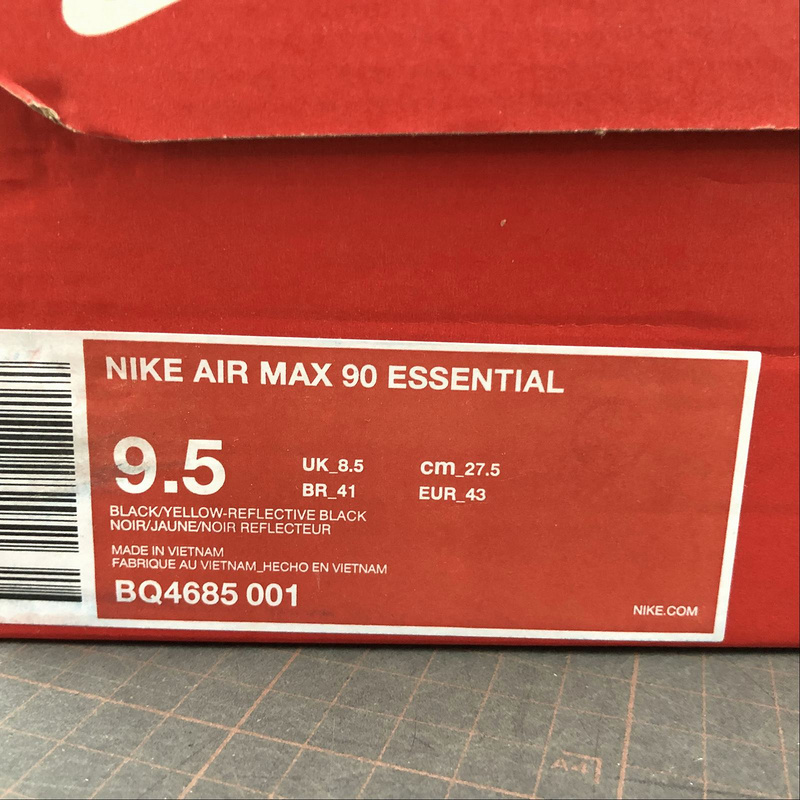 NIKE AIR MAX 90 ESSENTIAL
9.5
UK_8.5 cm_27.5
BR_41 EUR_43
BLACK/YELLOW-REFLECTIVE BLACK
NOIR/JAUNE/NOIR REFLECTEUR
MADE IN VIETNAM
FABRIQUE AU VIETNAM_HECHO EN VIETNAM
BQ4685 001
NIKE.COM
A4